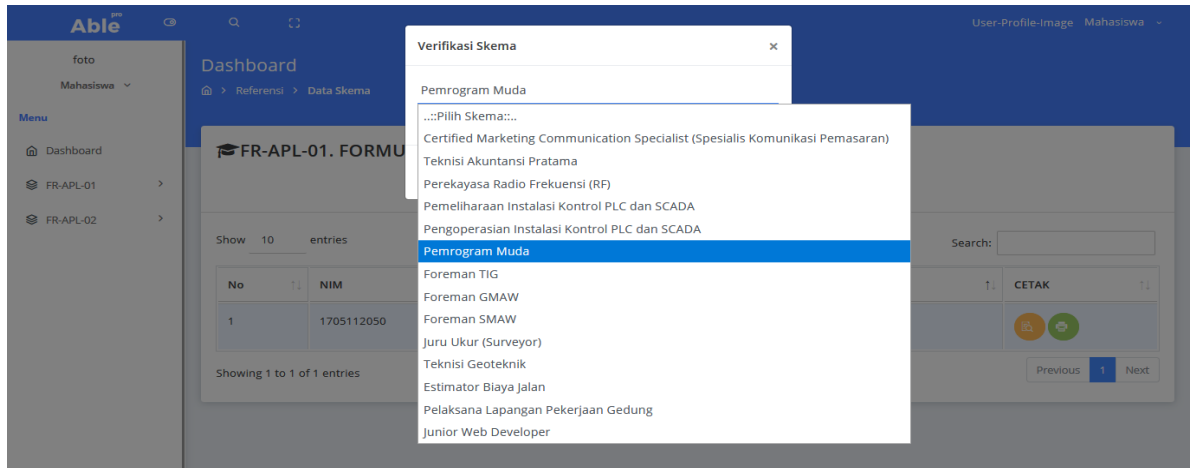 Able pro
User-Profile-Image Mahasiswa
foto
Mahasiswa
Menu
Dashboard
FR-APL-01
FR-APL-02
Dashboard
Referensi > Data Skema
FR-APL-01. FORMU
Show 10 entries
Search:
No NIM CETAK
1 1705112050
Showing 1 to 1 of 1 entries
Previous 1 Next
Verifikasi Skema ×
Pemrogram Muda
..::Pilih Skema::..
Certified Marketing Communication Specialist (Spesialis Komunikasi Pemasaran)
Teknisi Akuntansi Pratama
Perekayasa Radio Frekuensi (RF)
Pemeliharaan Instalasi Kontrol PLC dan SCADA
Pengoperasian Instalasi Kontrol PLC dan SCADA
Pemrogram Muda
Foreman TIG
Foreman GMAW
Foreman SMAW
Juru Ukur (Surveyor)
Teknisi Geoteknik
Estimator Biaya Jalan
Pelaksana Lapangan Pekerjaan Gedung
Junior Web Developer